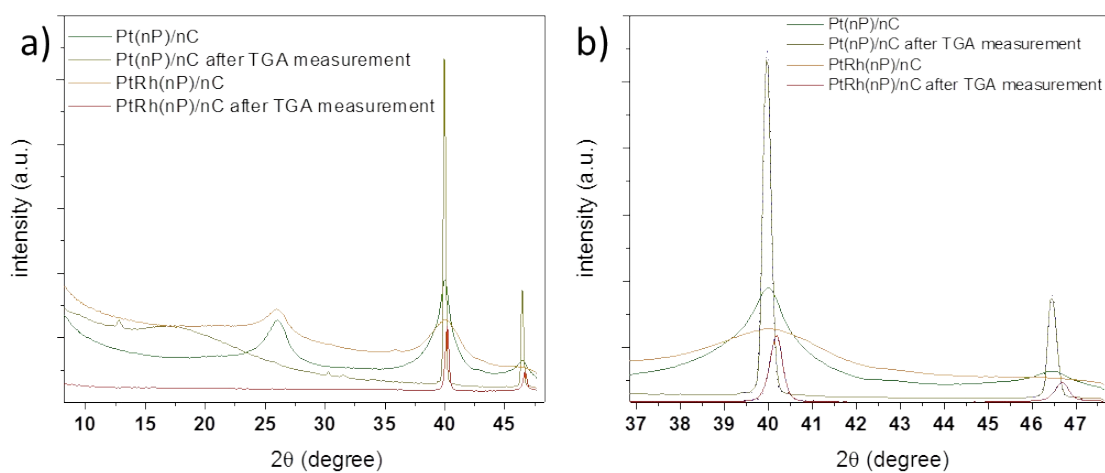 a)
Pt(nP)/nC
Pt(nP)/nC after TGA measurement
PtRh(nP)/nC
PtRh(nP)/nC after TGA measurement
intensity (a.u.)
10 15 20 25 30 35 40 45
2θ (degree)
b)
Pt(nP)/nC
Pt(nP)/nC after TGA measurement
PtRh(nP)/nC
PtRh(nP)/nC after TGA measurement
intensity (a.u.)
37 38 39 40 41 42 43 44 45 46 47
2θ (degree)